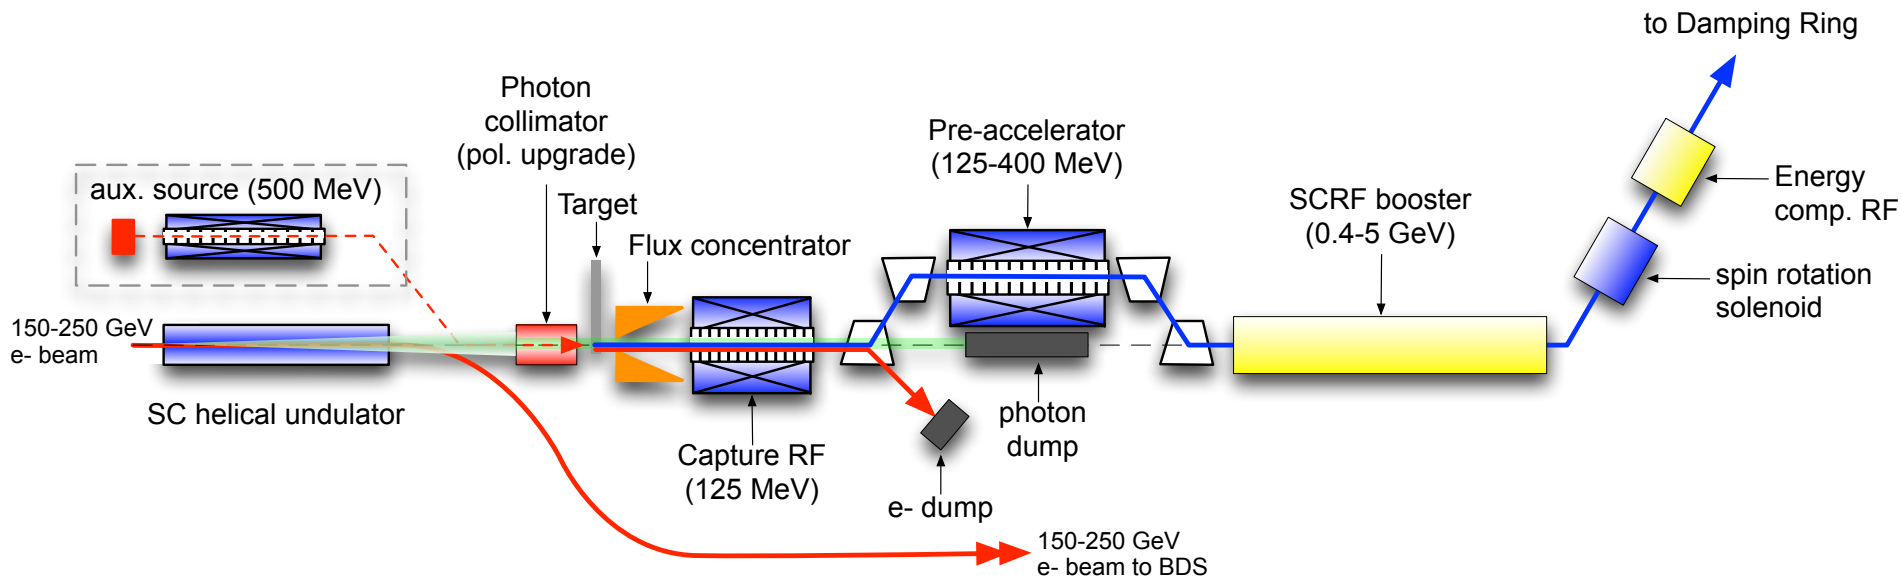 to Damping Ring
Photon
collimator
(pol. upgrade)
Pre-accelerator
(125-400 MeV)
aux. source (500 MeV)
Target
SCRF booster
(0.4-5 GeV)
Energy
comp. RF
Flux concentrator
spin rotation
solenoid
150-250 GeV
e- beam
SC helical undulator
photon
dump
Capture RF
(125 MeV)
e- dump
150-250 GeV
e- beam to BDS